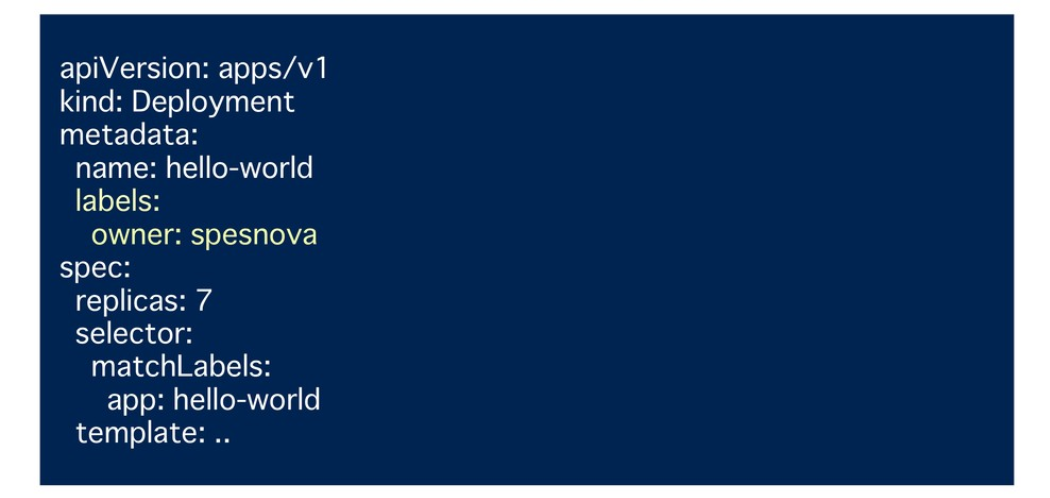 apiVersion: apps/v1
kind: Deployment
metadata:
  name: hello-world
  labels:
    owner: spesnova
spec:
  replicas: 7
  selector:
    matchLabels:
      app: hello-world
  template: ..